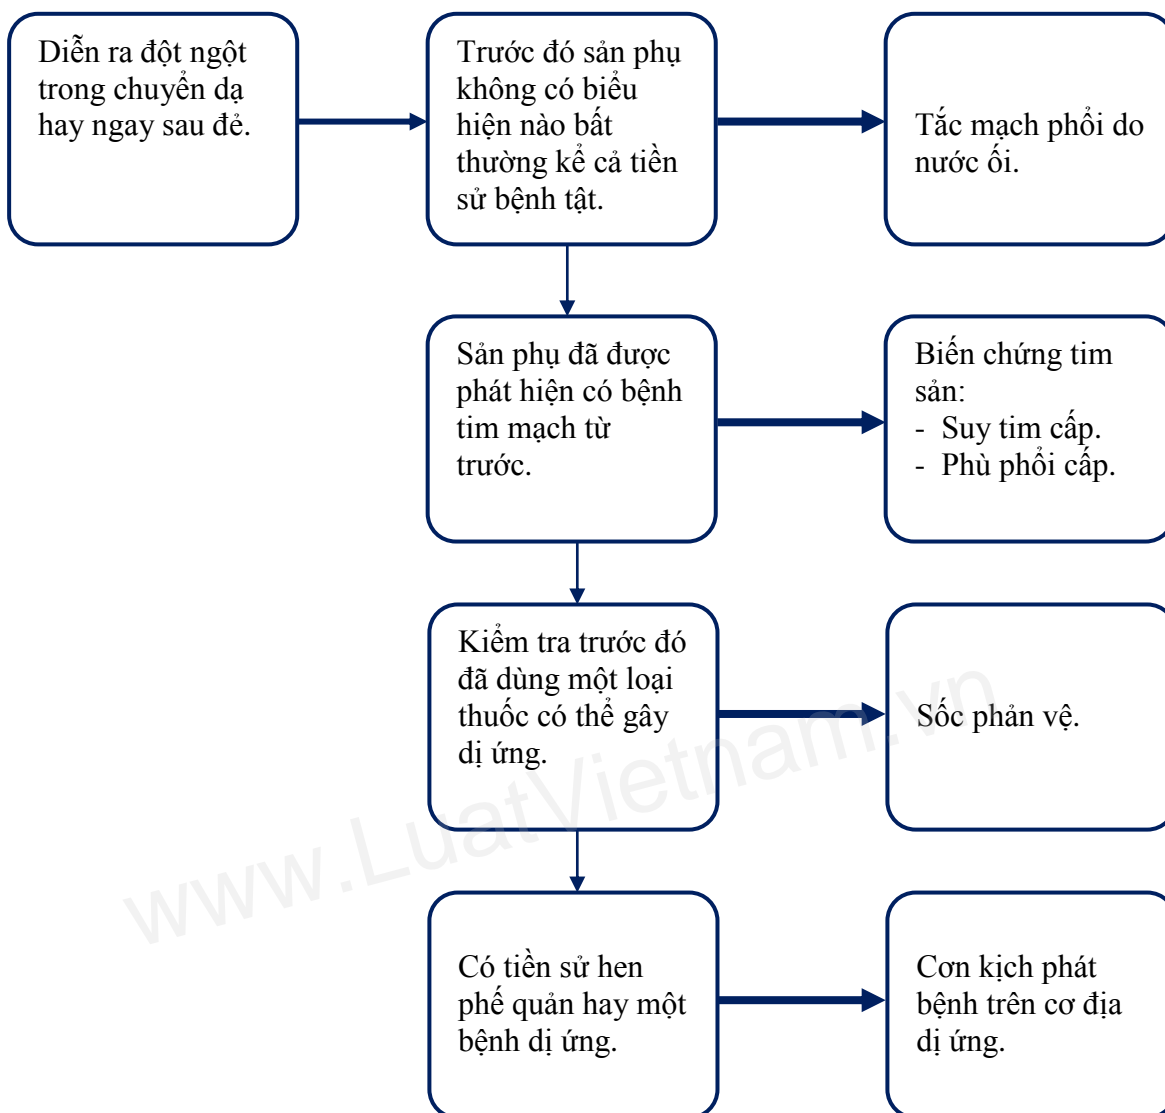 Diễn ra đột ngột
trong chuyển dạ
hay ngay sau đẻ.
Trước đó sản phụ
không có biểu
hiện nào bất
thường kể cả tiền
sử bệnh tật.
Tắc mạch phổi do
nước ối.
Sản phụ đã được
phát hiện có bệnh
tim mạch từ
trước.
Biến chứng tim
sản:
- Suy tim cấp.
- Phù phổi cấp.
Kiểm tra trước đó
đã dùng một loại
thuốc có thể gây
dị ứng.
Sốc phản vệ.
Có tiền sử hen
phế quản hay một
bệnh dị ứng.
Cơn kịch phát
bệnh trên cơ địa
dị ứng.
www.LuatVietnam.vn